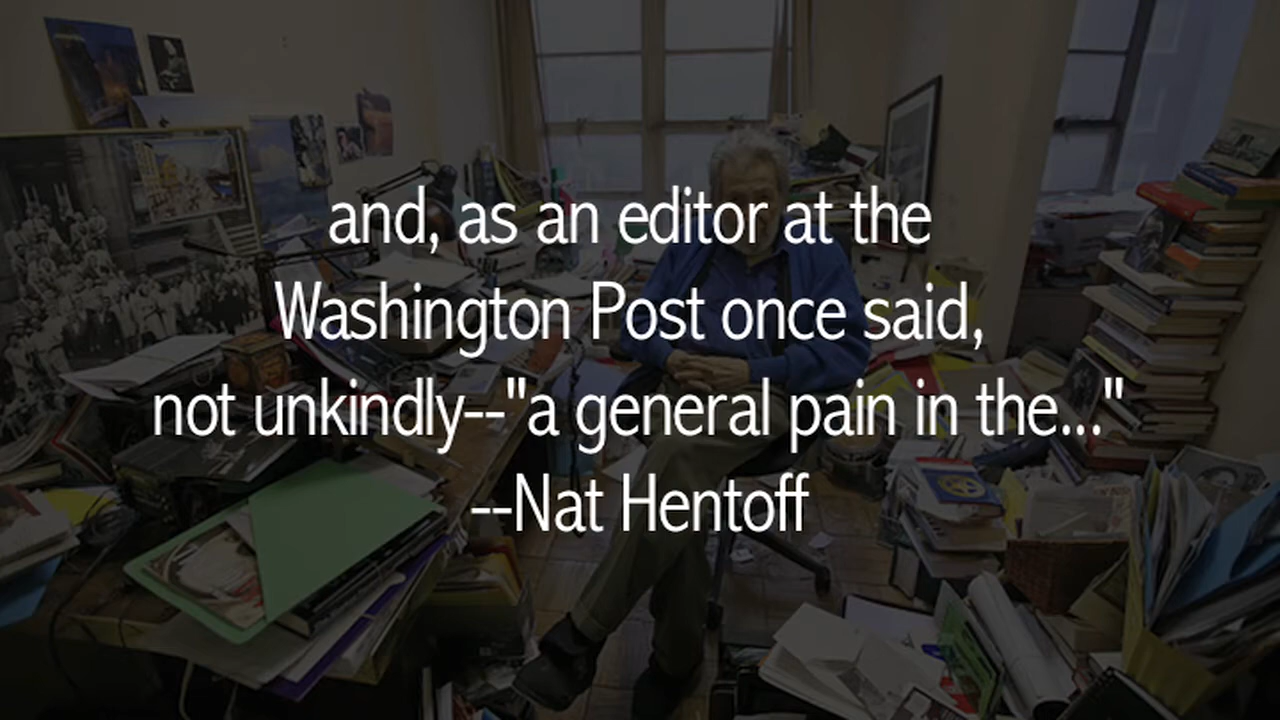 and, as an editor at the
Washington Post once said,
not unkindly--"a general pain in the..."
--Nat Hentoff